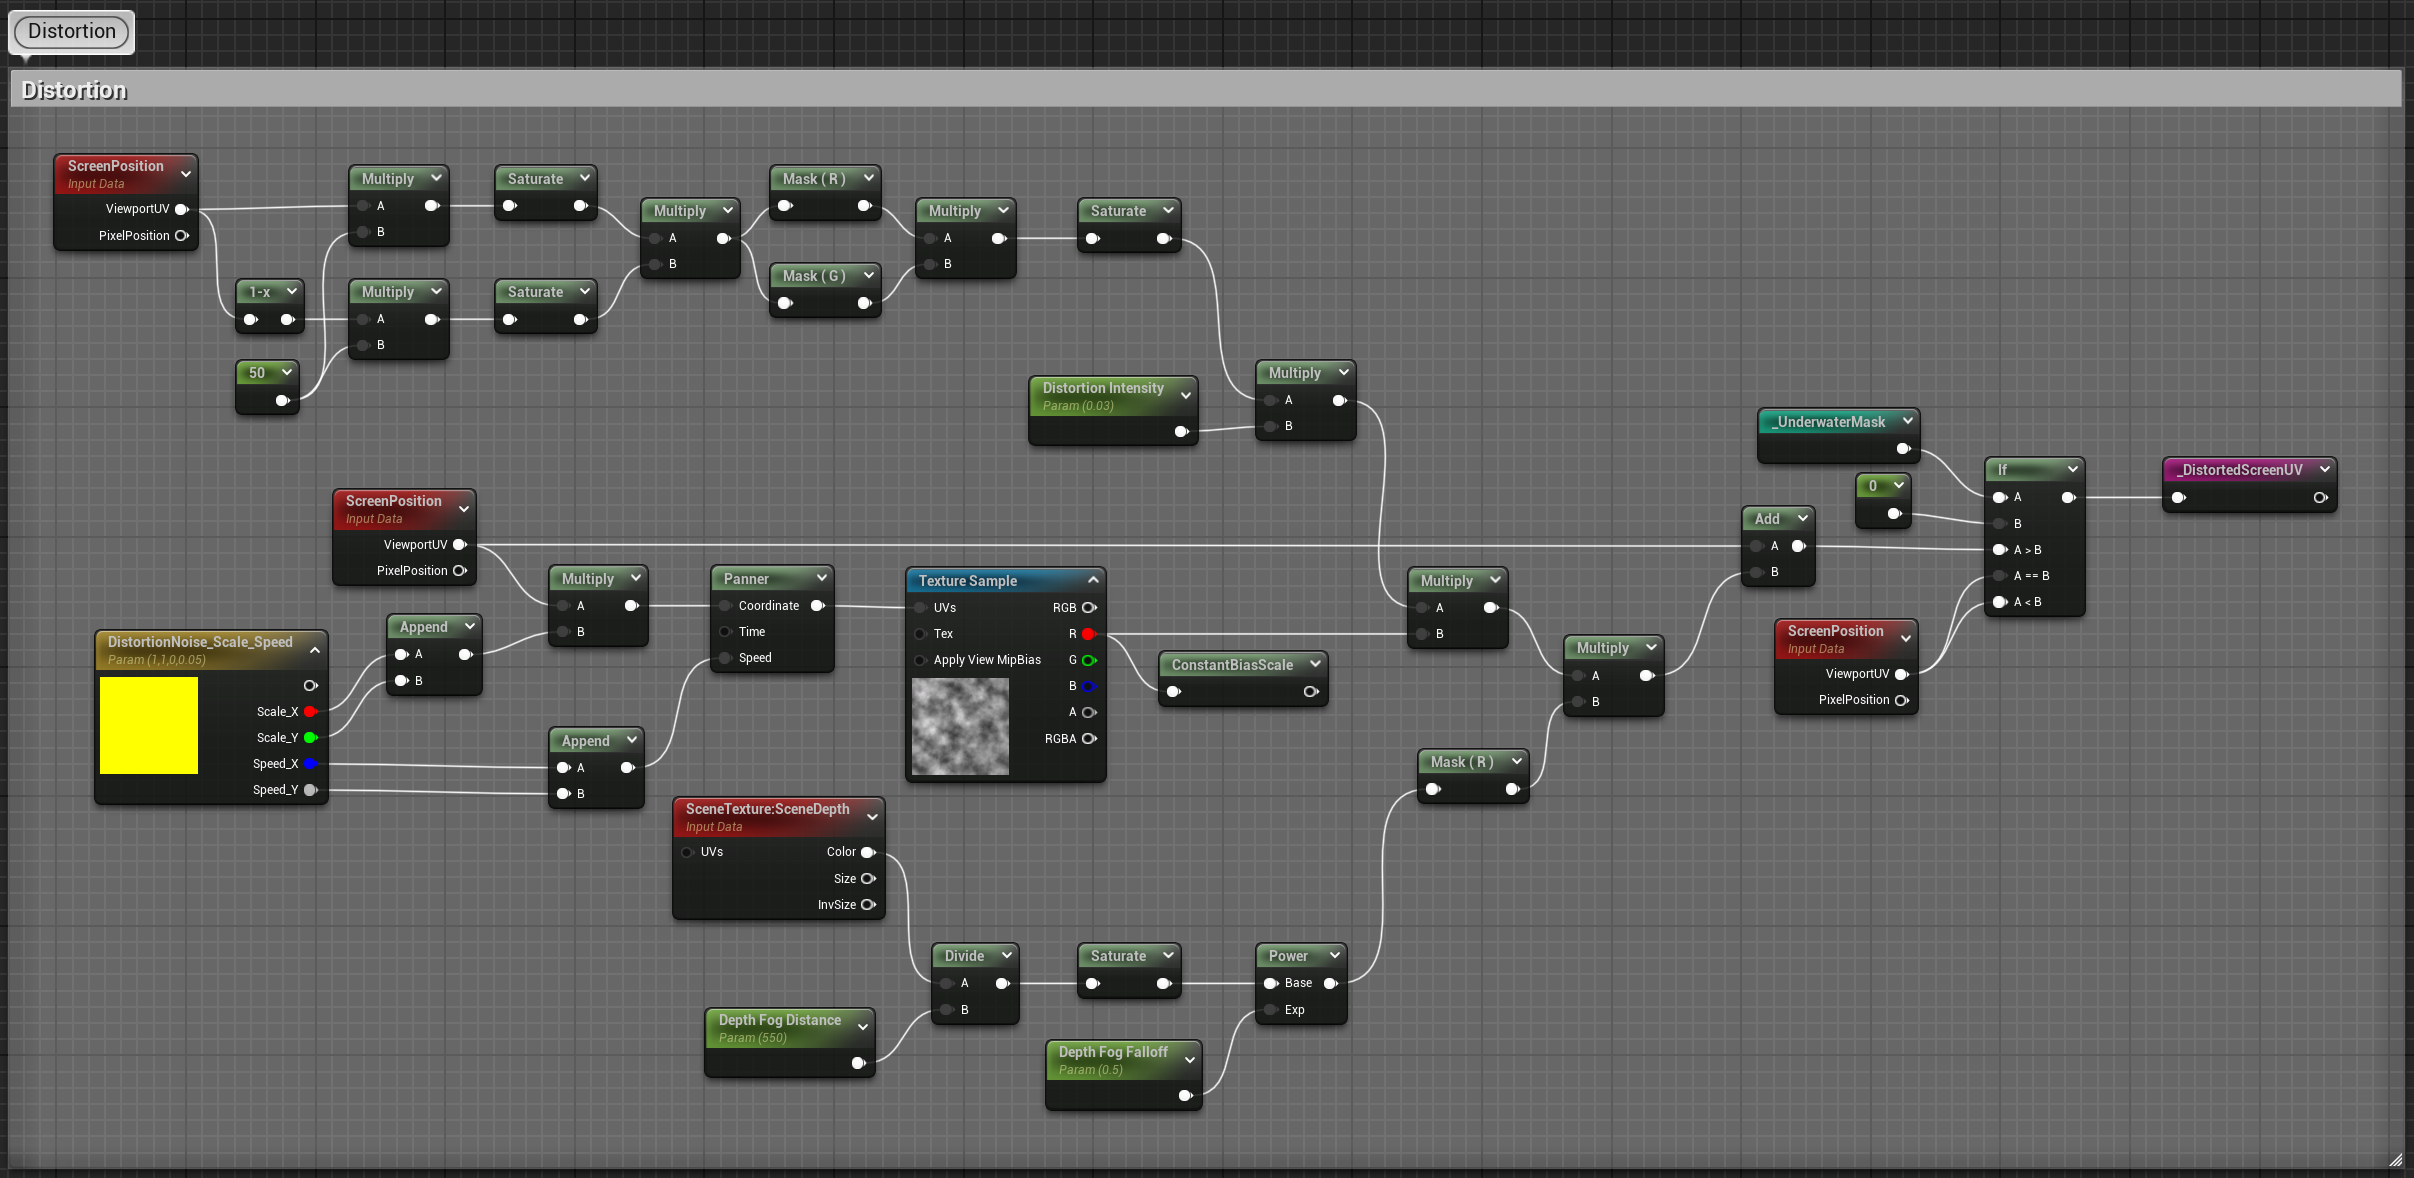 Distortion
Distortion
ScreenPosition
Input Data
ViewportUV
PixelPosition
Multiply
A
B
Saturate
1-x
Multiply
A
B
Saturate
50
Multiply
A
B
Mask ( R )
Mask ( G )
Multiply
A
B
Saturate
Distortion Intensity
Param (0.03)
Multiply
A
B
ScreenPosition
Input Data
ViewportUV
PixelPosition
DistortionNoise_Scale_Speed
Param (1,1,0,0.05)
Scale_X
Scale_Y
Speed_X
Speed_Y
Append
A
B
Multiply
A
B
Append
A
B
Panner
Coordinate
Time
Speed
Texture Sample
UVs
RGB
Tex
R
G
Apply View MipBias
B
A
RGBA
ConstantBiasScale
Multiply
A
B
Multiply
A
B
SceneTexture:SceneDepth
Input Data
UVs
Color
Size
InvSize
Depth Fog Distance
Param (550)
Divide
A
B
Saturate
Depth Fog Falloff
Param (0.5)
Power
Base
Exp
Mask ( R )
Add
A
B
_UnderwaterMask
0
ScreenPosition
Input Data
ViewportUV
PixelPosition
If
A
B
A > B
A == B
A < B
_DistortedScreenUV